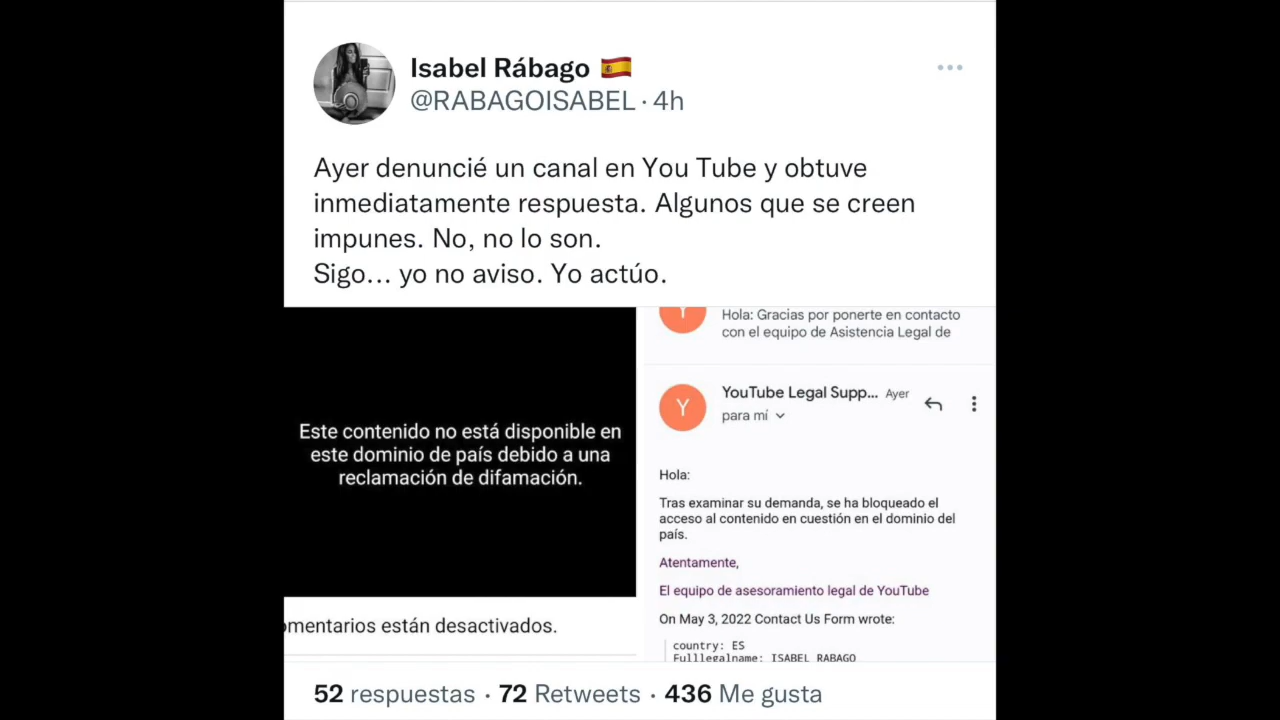 Isabel Rábago 🇪🇸
@RABAGOISABEL · 4h
Ayer denuncié un canal en You Tube y obtuve
inmediatamente respuesta. Algunos que se creen
impunes. No, no lo son.
Sigo... yo no aviso. Yo actúo.
Este contenido no está disponible en
este dominio de país debido a una
reclamación de difamación.
omentarios están desactivados.
Y
Hola: Gracias por ponerte en contacto
con el equipo de Asistencia Legal de
Y
YouTube Legal Supp... Ayer
para mí
Hola:
Tras examinar su demanda, se ha bloqueado el
acceso al contenido en cuestión en el dominio del
país.
Atentamente,
El equipo de asesoramiento legal de YouTube
On May 3, 2022 Contact Us Form wrote:
country: ES
Fulllegalname: ISABEL RABAGO
52 respuestas · 72 Retweets · 436 Me gusta